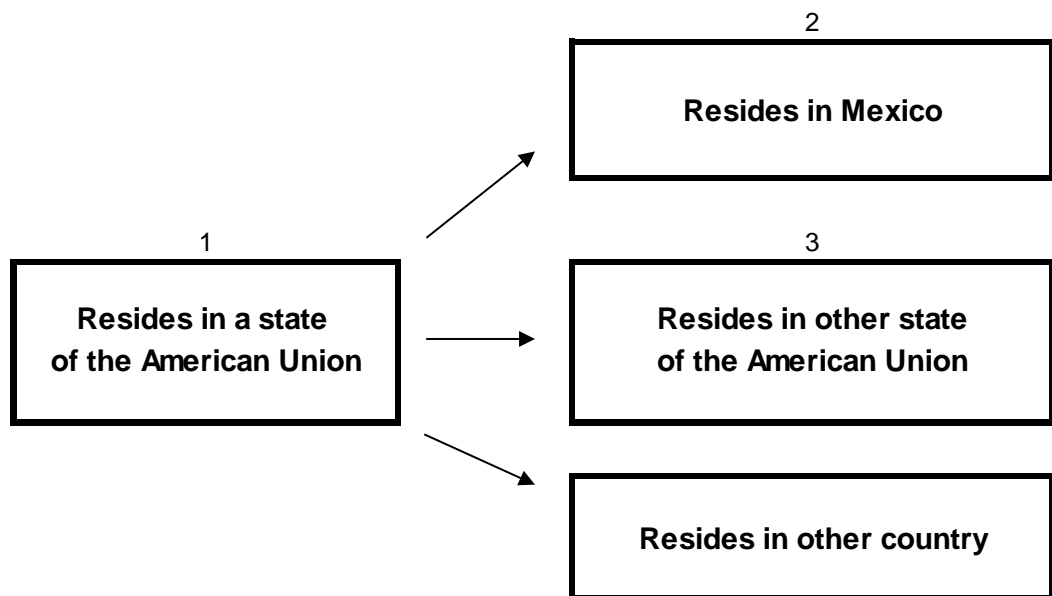 2
Resides in Mexico
1
Resides in a state
of the American Union
3
Resides in other state
of the American Union
Resides in other country